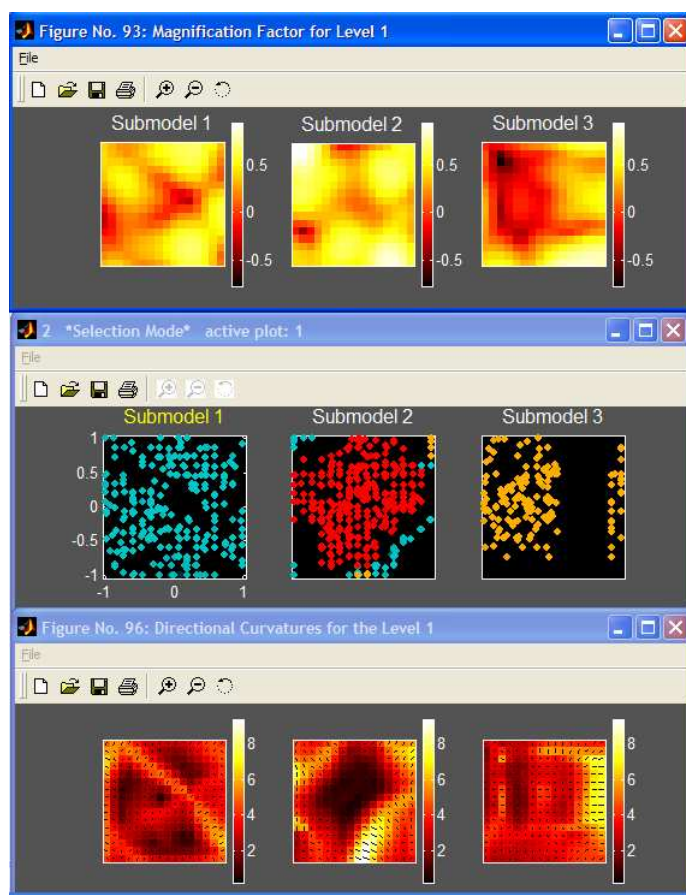 Figure No. 93: Magnification Factor for Level 1
File
Submodel 1
Submodel 2
Submodel 3
0.5
0
-0.5
0.5
0
-0.5
0.5
0
-0.5
2 *Selection Mode* active plot: 1
File
Submodel 1
Submodel 2
Submodel 3
1
0.5
0
-0.5
-1
-1 0 1
Figure No. 96: Directional Curvatures for the Level 1
File
8
6
4
2
8
6
4
2
8
6
4
2